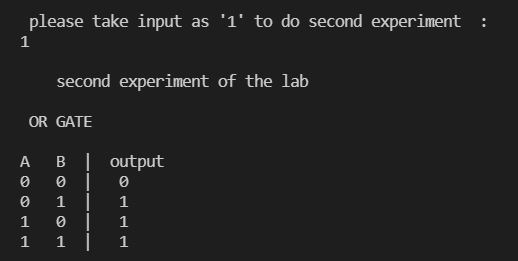 please take input as '1' to do second experiment :
1
second experiment of the lab
OR GATE
A B | output
0 0 | 0
0 1 | 1
1 0 | 1
1 1 | 1